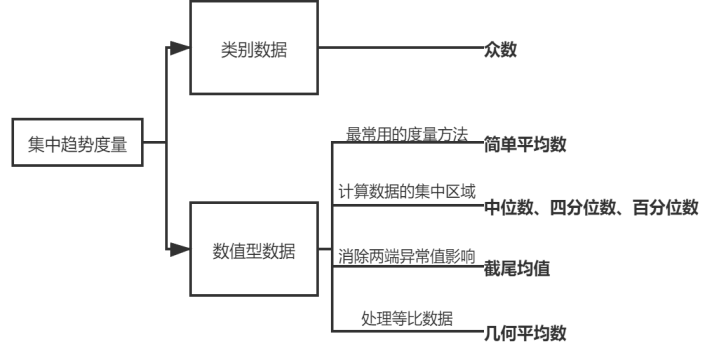 类别数据
众数
集中趋势度量
最常用的度量方法
简单平均数
计算数据的集中区域
中位数、四分位数、百分位数
数值型数据
消除两端异常值影响
截尾均值
处理等比数据
几何平均数